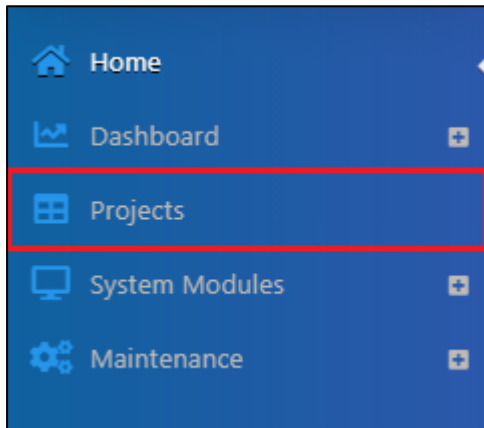 Home
Dashboard
Projects
System Modules
Maintenance